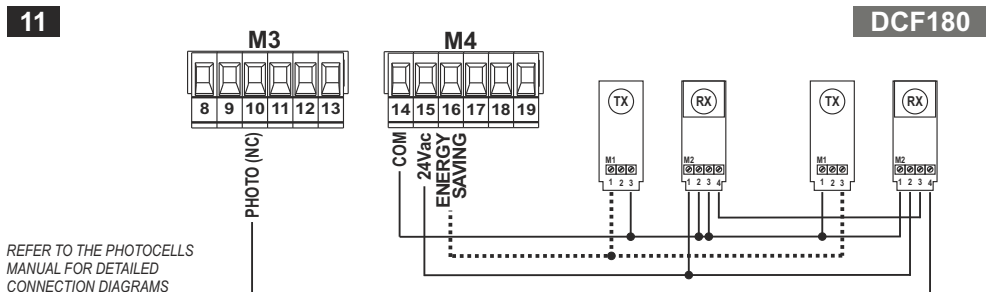 11
DCF180
M3
M4
8 9 10 11 12 13
14 15 16 17 18 19
PHOTO (NC)
COM
24Vac
ENERGY
SAVING
TX
M1
1 2 3
RX
M2
1 2 3 4
TX
M1
1 2 3
RX
M2
1 2 3 4
REFER TO THE PHOTOCELLS
MANUAL FOR DETAILED
CONNECTION DIAGRAMS